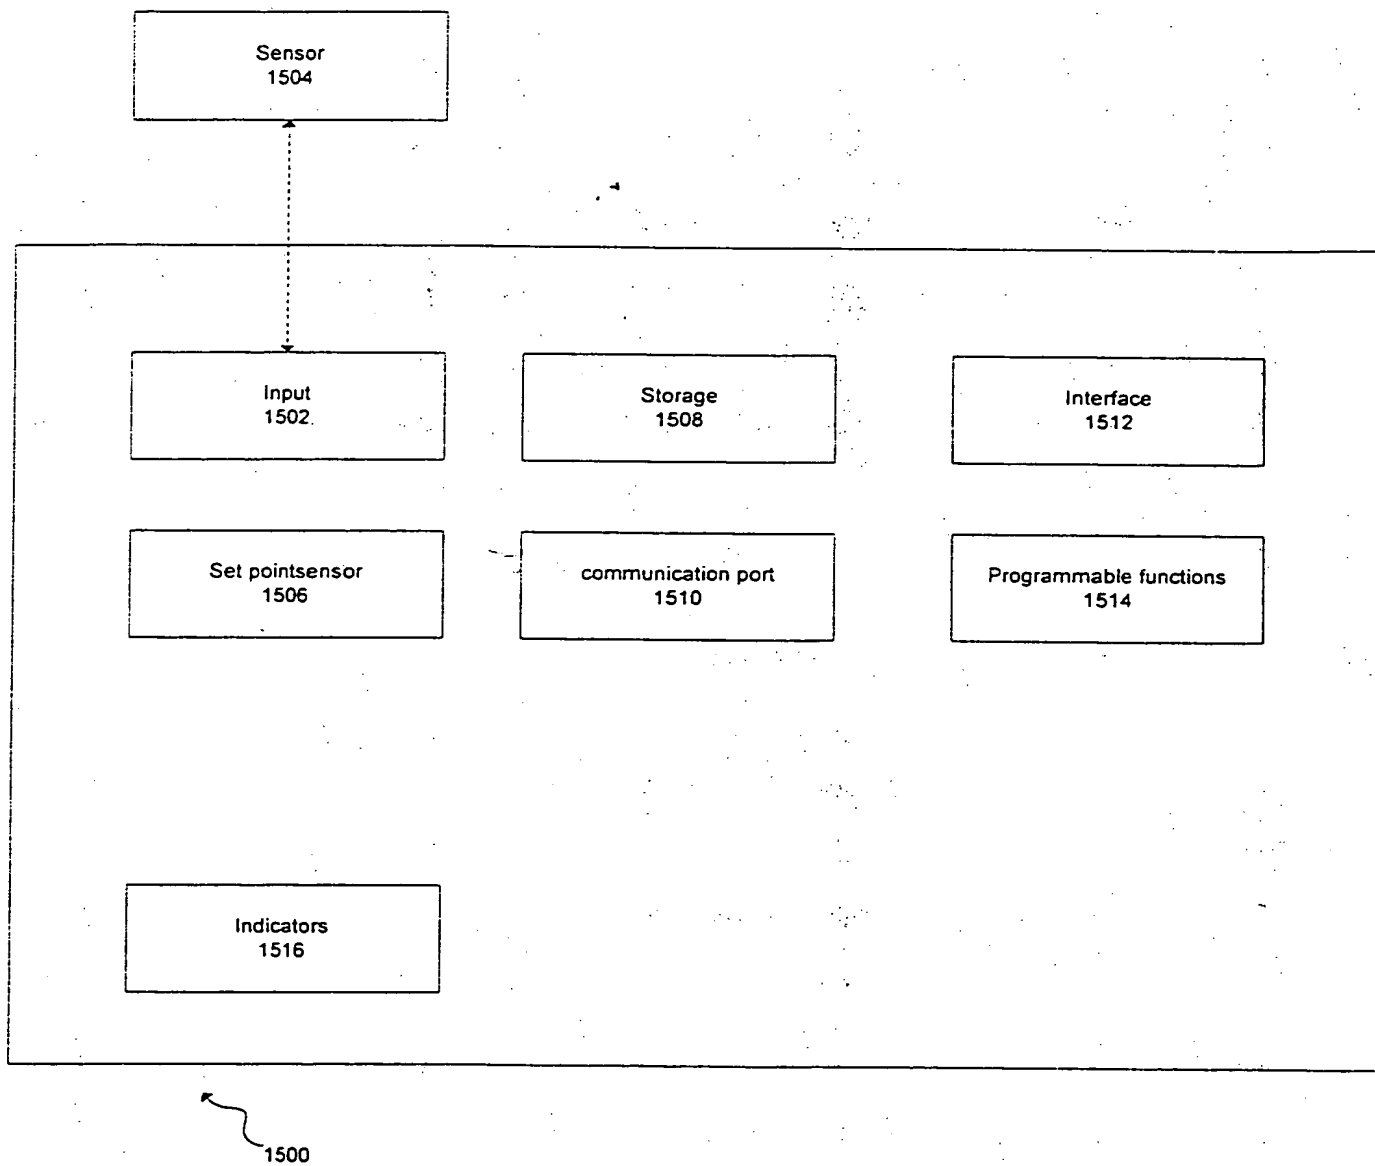 Sensor
1504
Input
1502
Storage
1508
Interface
1512
Set pointsensor
1506
communication port
1510
Programmable functions
1514
Indicators
1516
1500